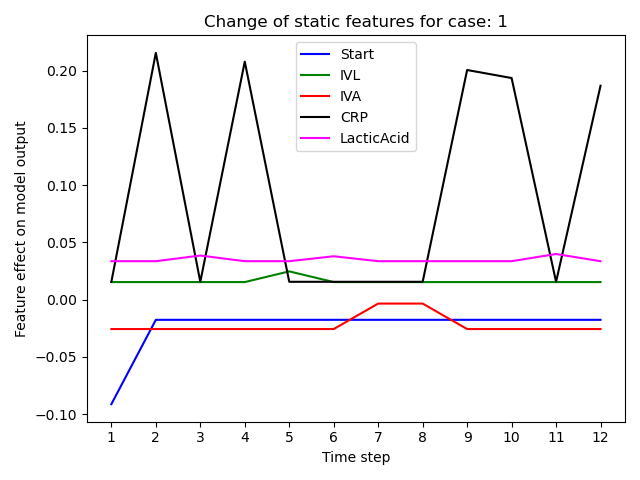 Change of static features for case: 1
Start
IVL
IVA
CRP
LacticAcid
Feature effect on model output
0.20
0.15
0.10
0.05
0.00
−0.05
−0.10
1 2 3 4 5 6 7 8 9 10 11 12
Time step